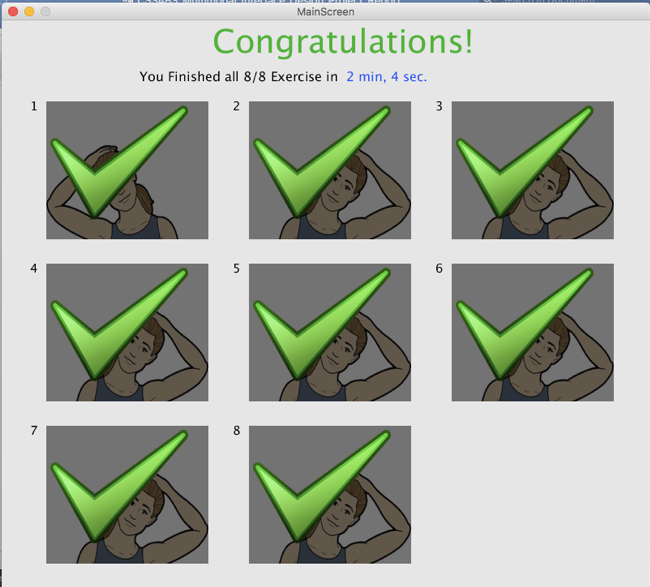 MainScreen
Congratulations!
You Finished all 8/8 Exercise in 2 min, 4 sec.
1 2 3
4 5 6
7 8